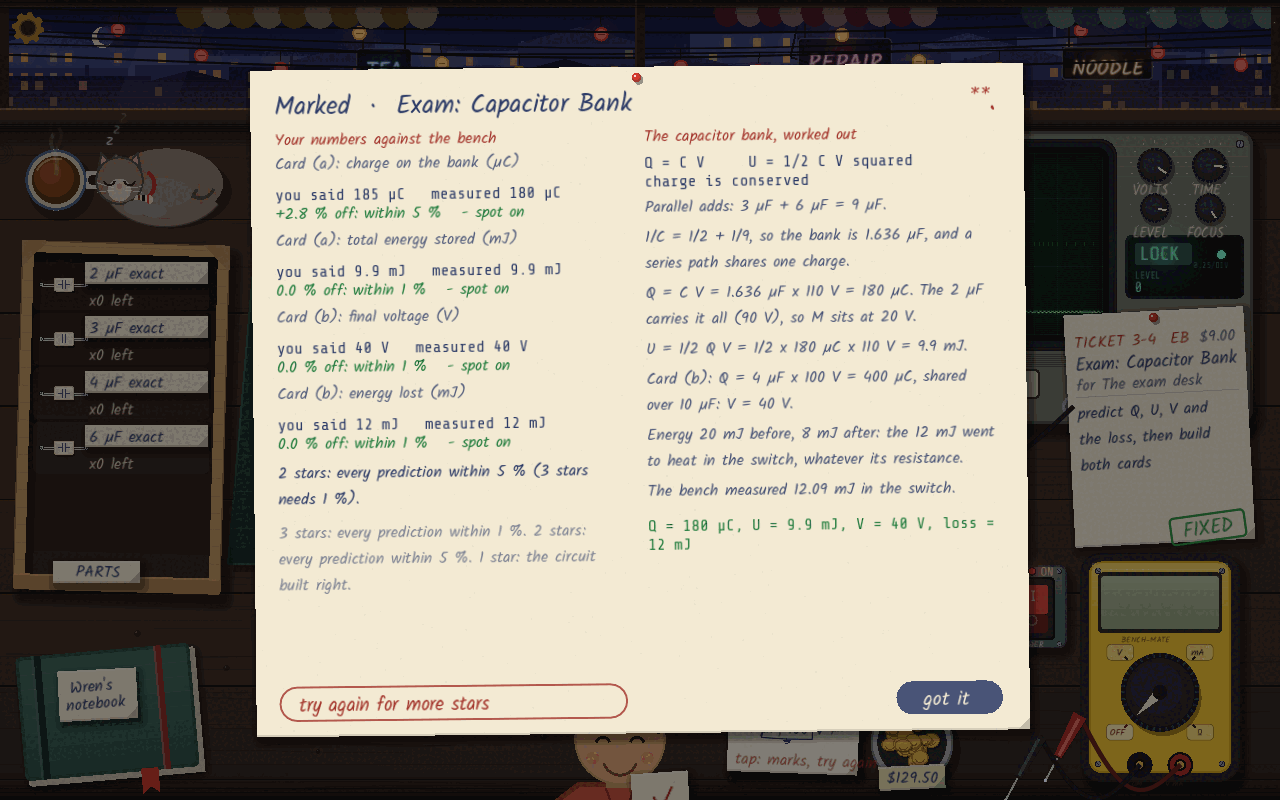 TEA
REPAIR
NOODLE
Marked · Exam: Capacitor Bank
**.
Your numbers against the bench
Card (a): charge on the bank (µC)
you said 185 µC measured 180 µC
+2.8 % off: within 5 % - spot on
Card (a): total energy stored (mJ)
you said 9.9 mJ measured 9.9 mJ
0.0 % off: within 1 % - spot on
Card (b): final voltage (V)
you said 40 V measured 40 V
0.0 % off: within 1 % - spot on
Card (b): energy lost (mJ)
you said 12 mJ measured 12 mJ
0.0 % off: within 1 % - spot on
2 stars: every prediction within 5 % (3 stars
needs 1 %).
3 stars: every prediction within 1 %. 2 stars:
every prediction within 5 %. 1 star: the circuit
built right.
The capacitor bank, worked out
Q = C V U = 1/2 C V squared
charge is conserved
Parallel adds: 3 µF + 6 µF = 9 µF.
1/C = 1/2 + 1/9, so the bank is 1.636 µF, and a
series path shares one charge.
Q = C V = 1.636 µF x 110 V = 180 µC. The 2 µF
carries it all (90 V), so M sits at 20 V.
U = 1/2 Q V = 1/2 x 180 µC x 110 V = 9.9 mJ.
Card (b): Q = 4 µF x 100 V = 400 µC, shared
over 10 µF: V = 40 V.
Energy 20 mJ before, 8 mJ after: the 12 mJ went
to heat in the switch, whatever its resistance.
The bench measured 12.09 mJ in the switch.
Q = 180 µC, U = 9.9 mJ, V = 40 V, loss =
12 mJ
try again for more stars
got it
z
z
z
2 µF exact
x0 left
3 µF exact
x0 left
4 µF exact
x0 left
6 µF exact
x0 left
PARTS
Wren's
notebook
VOLTS TIME
LEVEL FOCUS
LOCK
LEVEL
0
TICKET 3-4 EB $9.00
Exam: Capacitor Bank
for The exam desk
predict Q, U, V and
the loss, then build
both cards
FIXED
ON
I
BENCH-MATE
V
mA
OFF
Ω
tap: marks, try again
$129.50